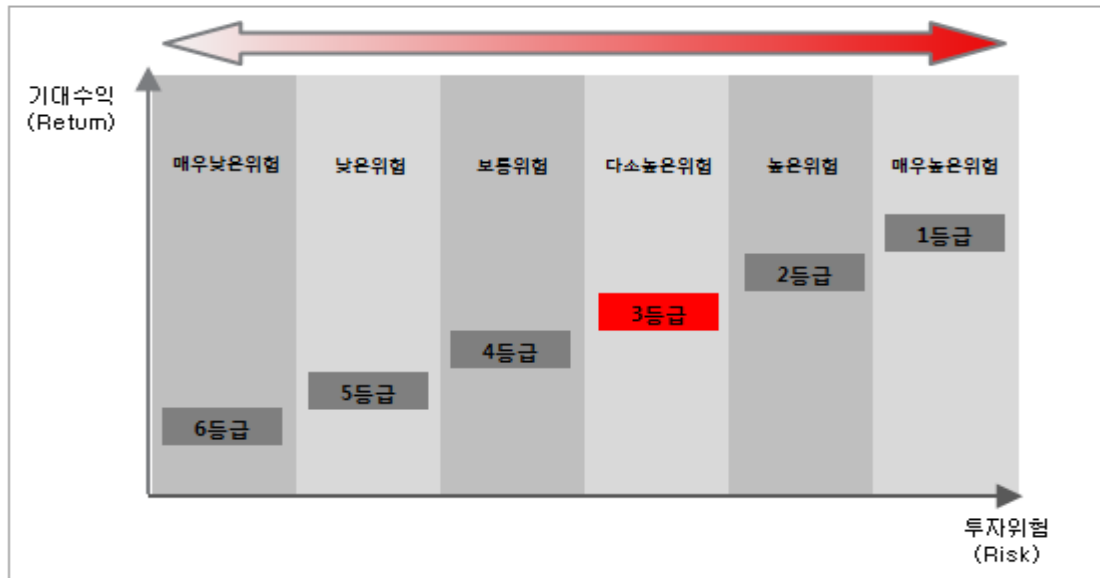 기대수익
(Return)
매우낮은위험 낮은위험 보통위험 다소높은위험 높은위험 매우높은위험
1등급
2등급
3등급
4등급
5등급
6등급
투자위험
(Risk)